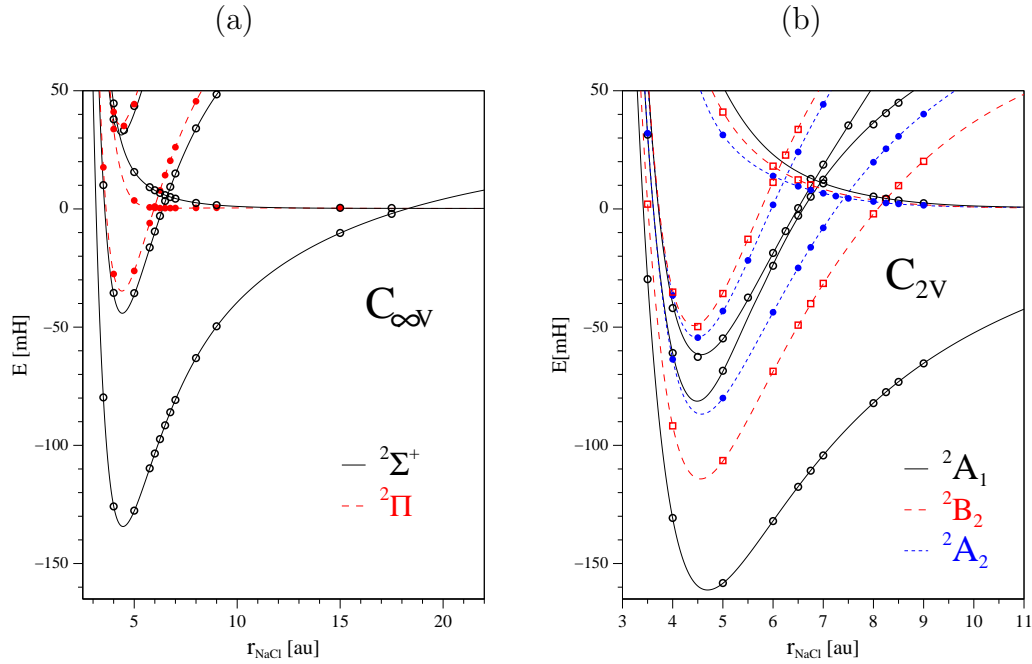 (a)
50
0
−50
−100
−150
E [mH]
C∞V
²Σ⁺
²Π
5
10
15
20
r_NaCl [au]
(b)
50
0
−50
−100
−150
E[mH]
C2V
²A₁
²B₂
²A₂
3
4
5
6
7
8
9
10
11
r_NaCl [au]